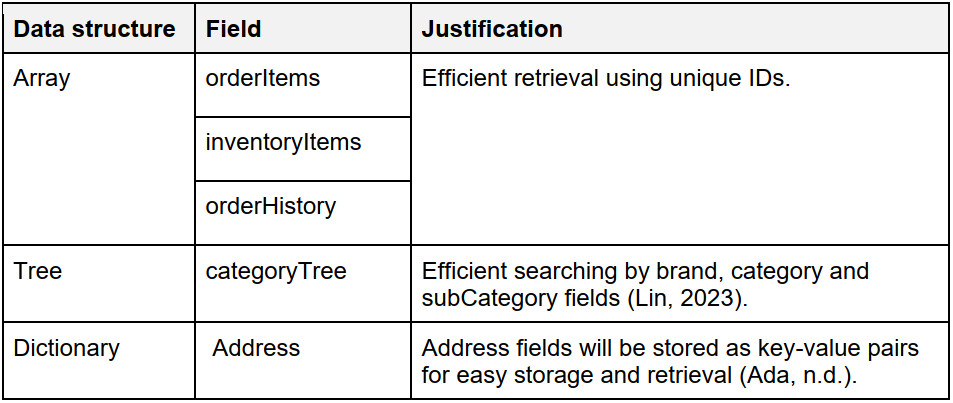 Data structure Field Justification
Array orderItems Efficient retrieval using unique IDs.
inventoryItems
orderHistory
Tree categoryTree Efficient searching by brand, category and
subCategory fields (Lin, 2023).
Dictionary Address Address fields will be stored as key-value pairs
for easy storage and retrieval (Ada, n.d.).